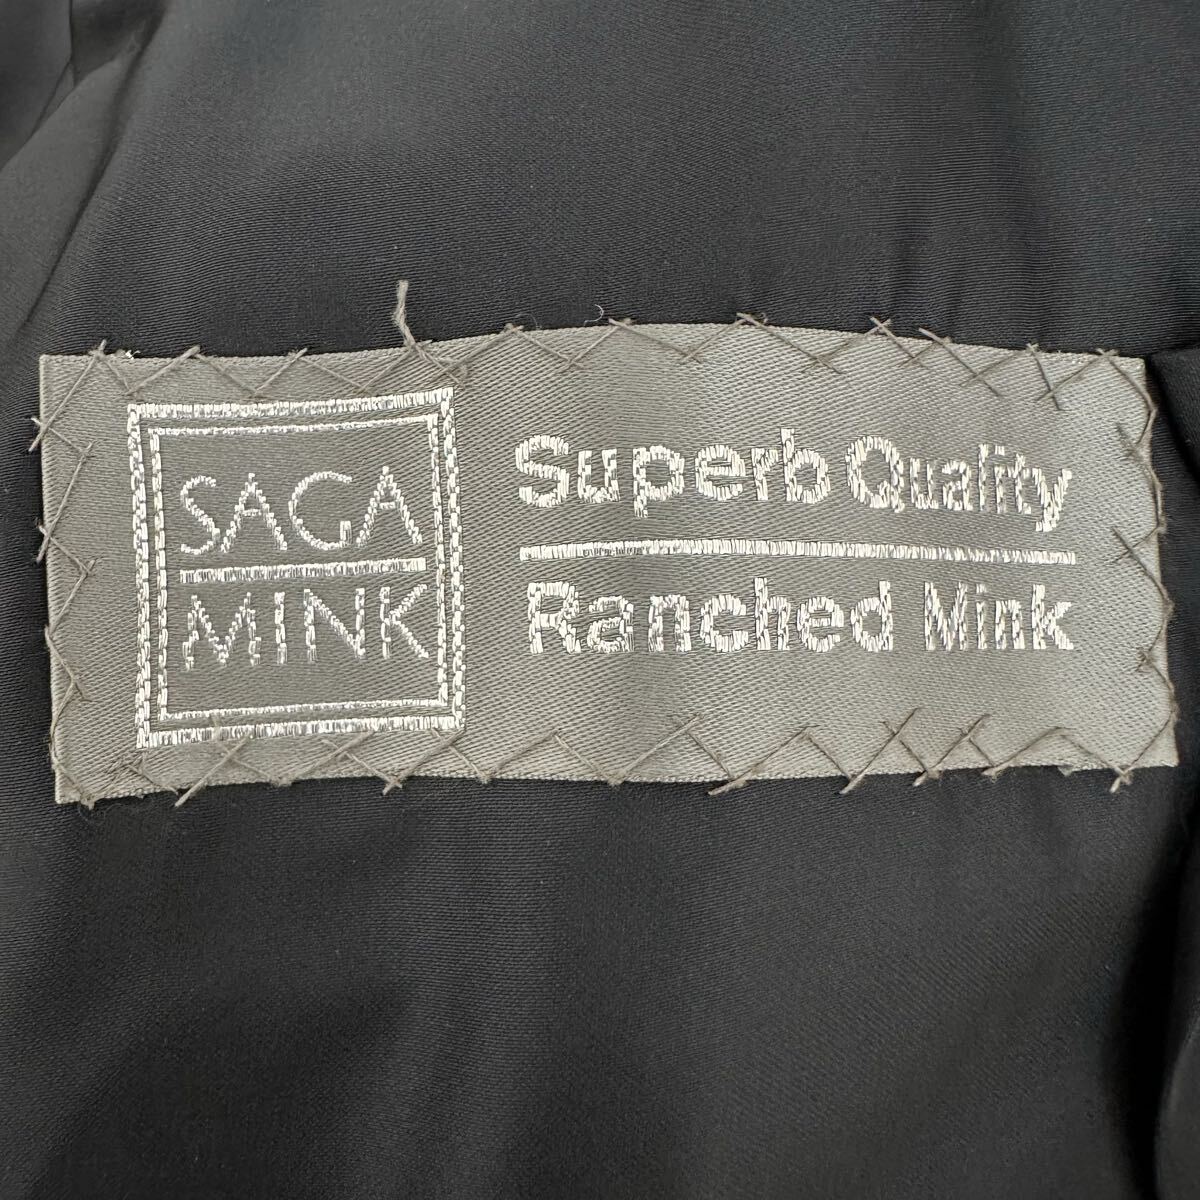 SAGA
MINK
Superb Quality
Ranched Mink